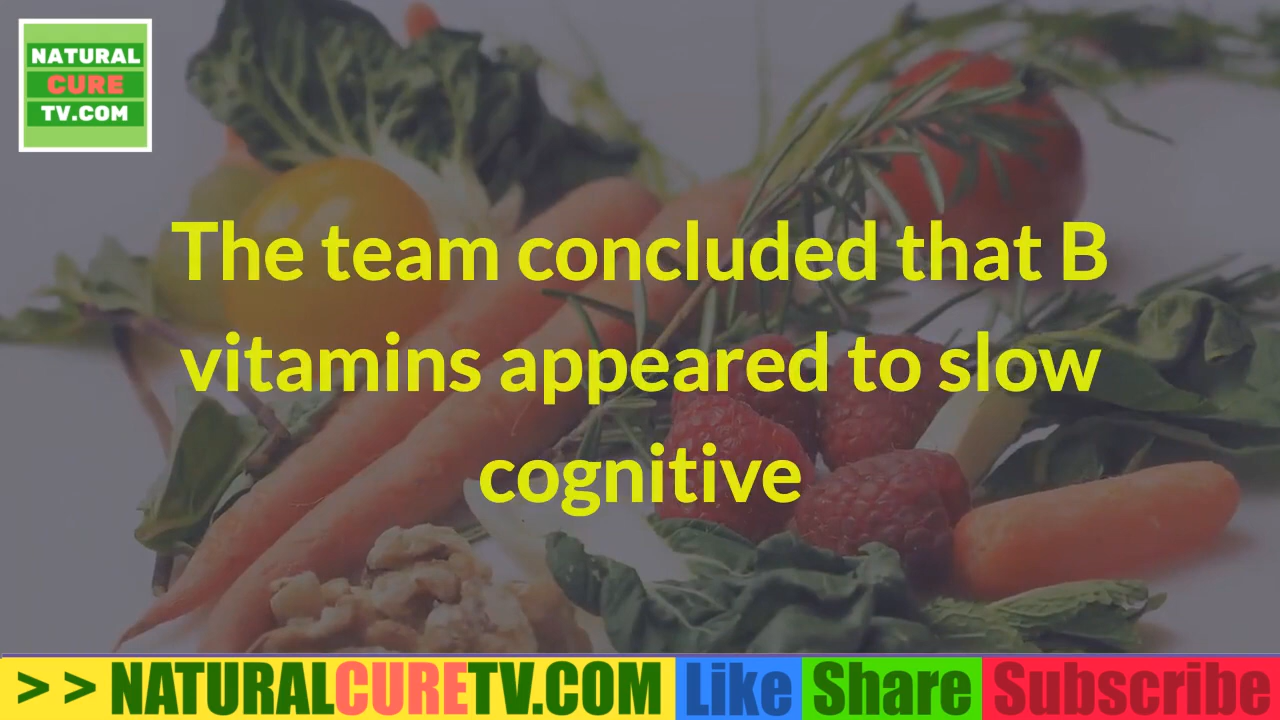 NATURAL
CURE
TV.COM
The team concluded that B
vitamins appeared to slow
cognitive
> > NATURALCURETV.COM Like Share Subscribe